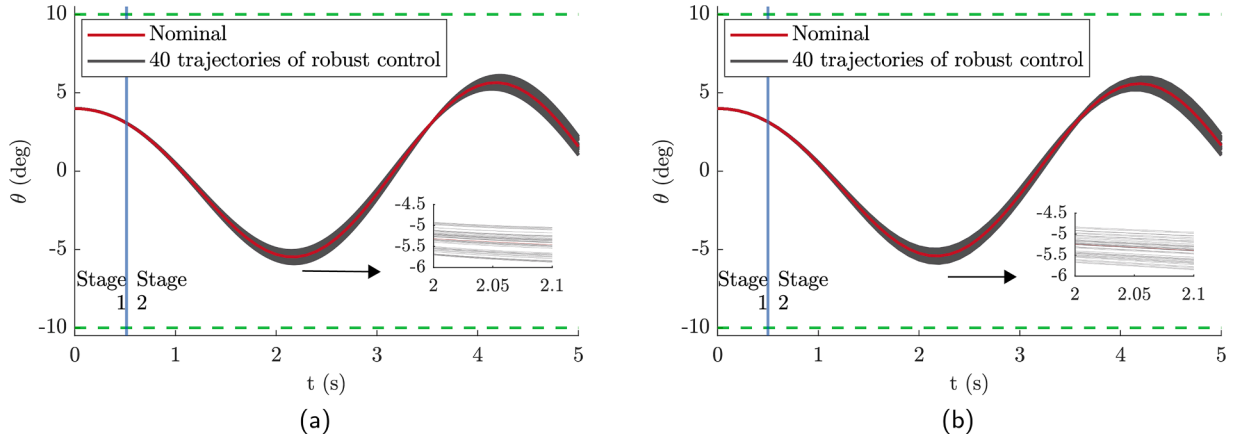 10
Nominal
40 trajectories of robust control
5
0
-5
-10
θ (deg)
Stage 1
Stage 2
-4.5
-5
-5.5
-6
2
2.05
2.1
0
1
2
3
4
5
t (s)
(a)
10
Nominal
40 trajectories of robust control
5
0
-5
-10
θ (deg)
Stage 1
Stage 2
-4.5
-5
-5.5
-6
2
2.05
2.1
0
1
2
3
4
5
t (s)
(b)